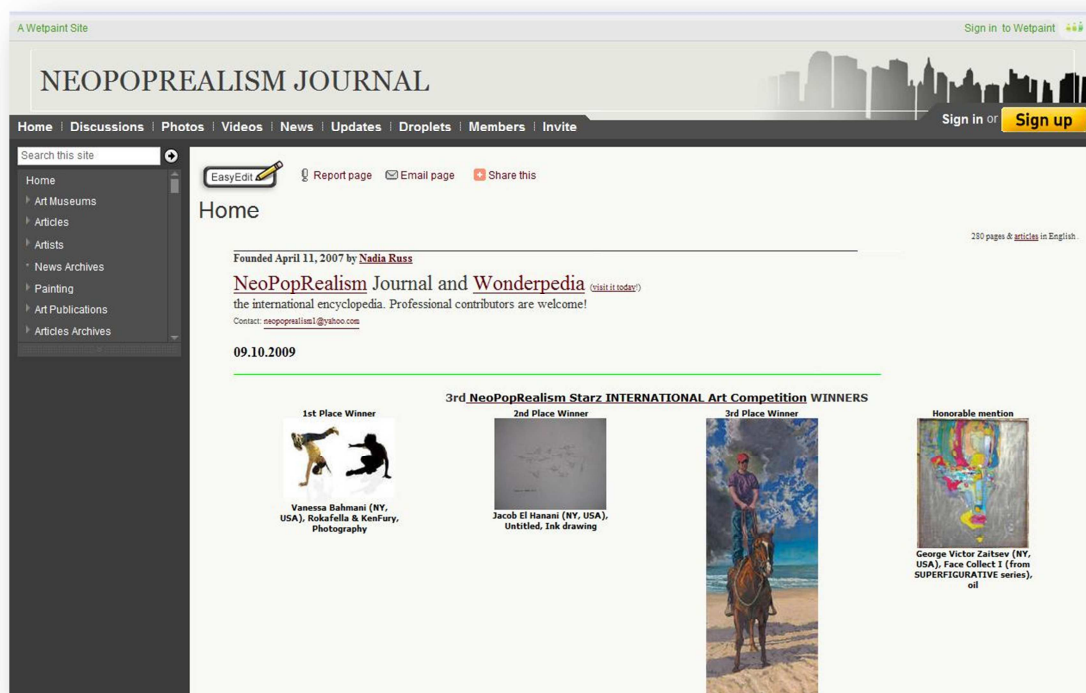 A Wetpaint Site
Sign in to Wetpaint
NEOPOPREALISM JOURNAL
Home | Discussions | Photos | Videos | News | Updates | Droplets | Members | Invite
Sign in or Sign up
Search this site
EasyEdit
Report page
Email page
Share this
Home
Art Museums
Articles
Artists
News Archives
Painting
Art Publications
Articles Archives
Home
280 pages & articles in English.
Founded April 11, 2007 by Nadia Russ
NeoPopRealism Journal and Wonderpedia (visit it today!)
the international encyclopedia. Professional contributors are welcome!
Contact: neopoprealism1@yahoo.com
09.10.2009
3rd NeoPopRealism Starz INTERNATIONAL Art Competition WINNERS
1st Place Winner
Vanessa Bahmani (NY,
USA), Rokafella & KenFury,
Photography
2nd Place Winner
Jacob El Hanani (NY, USA),
Untitled, Ink drawing
3rd Place Winner
Honorable mention
George Victor Zaitsev (NY,
USA), Face Collect I (from
SUPERFIGURATIVE series),
oil